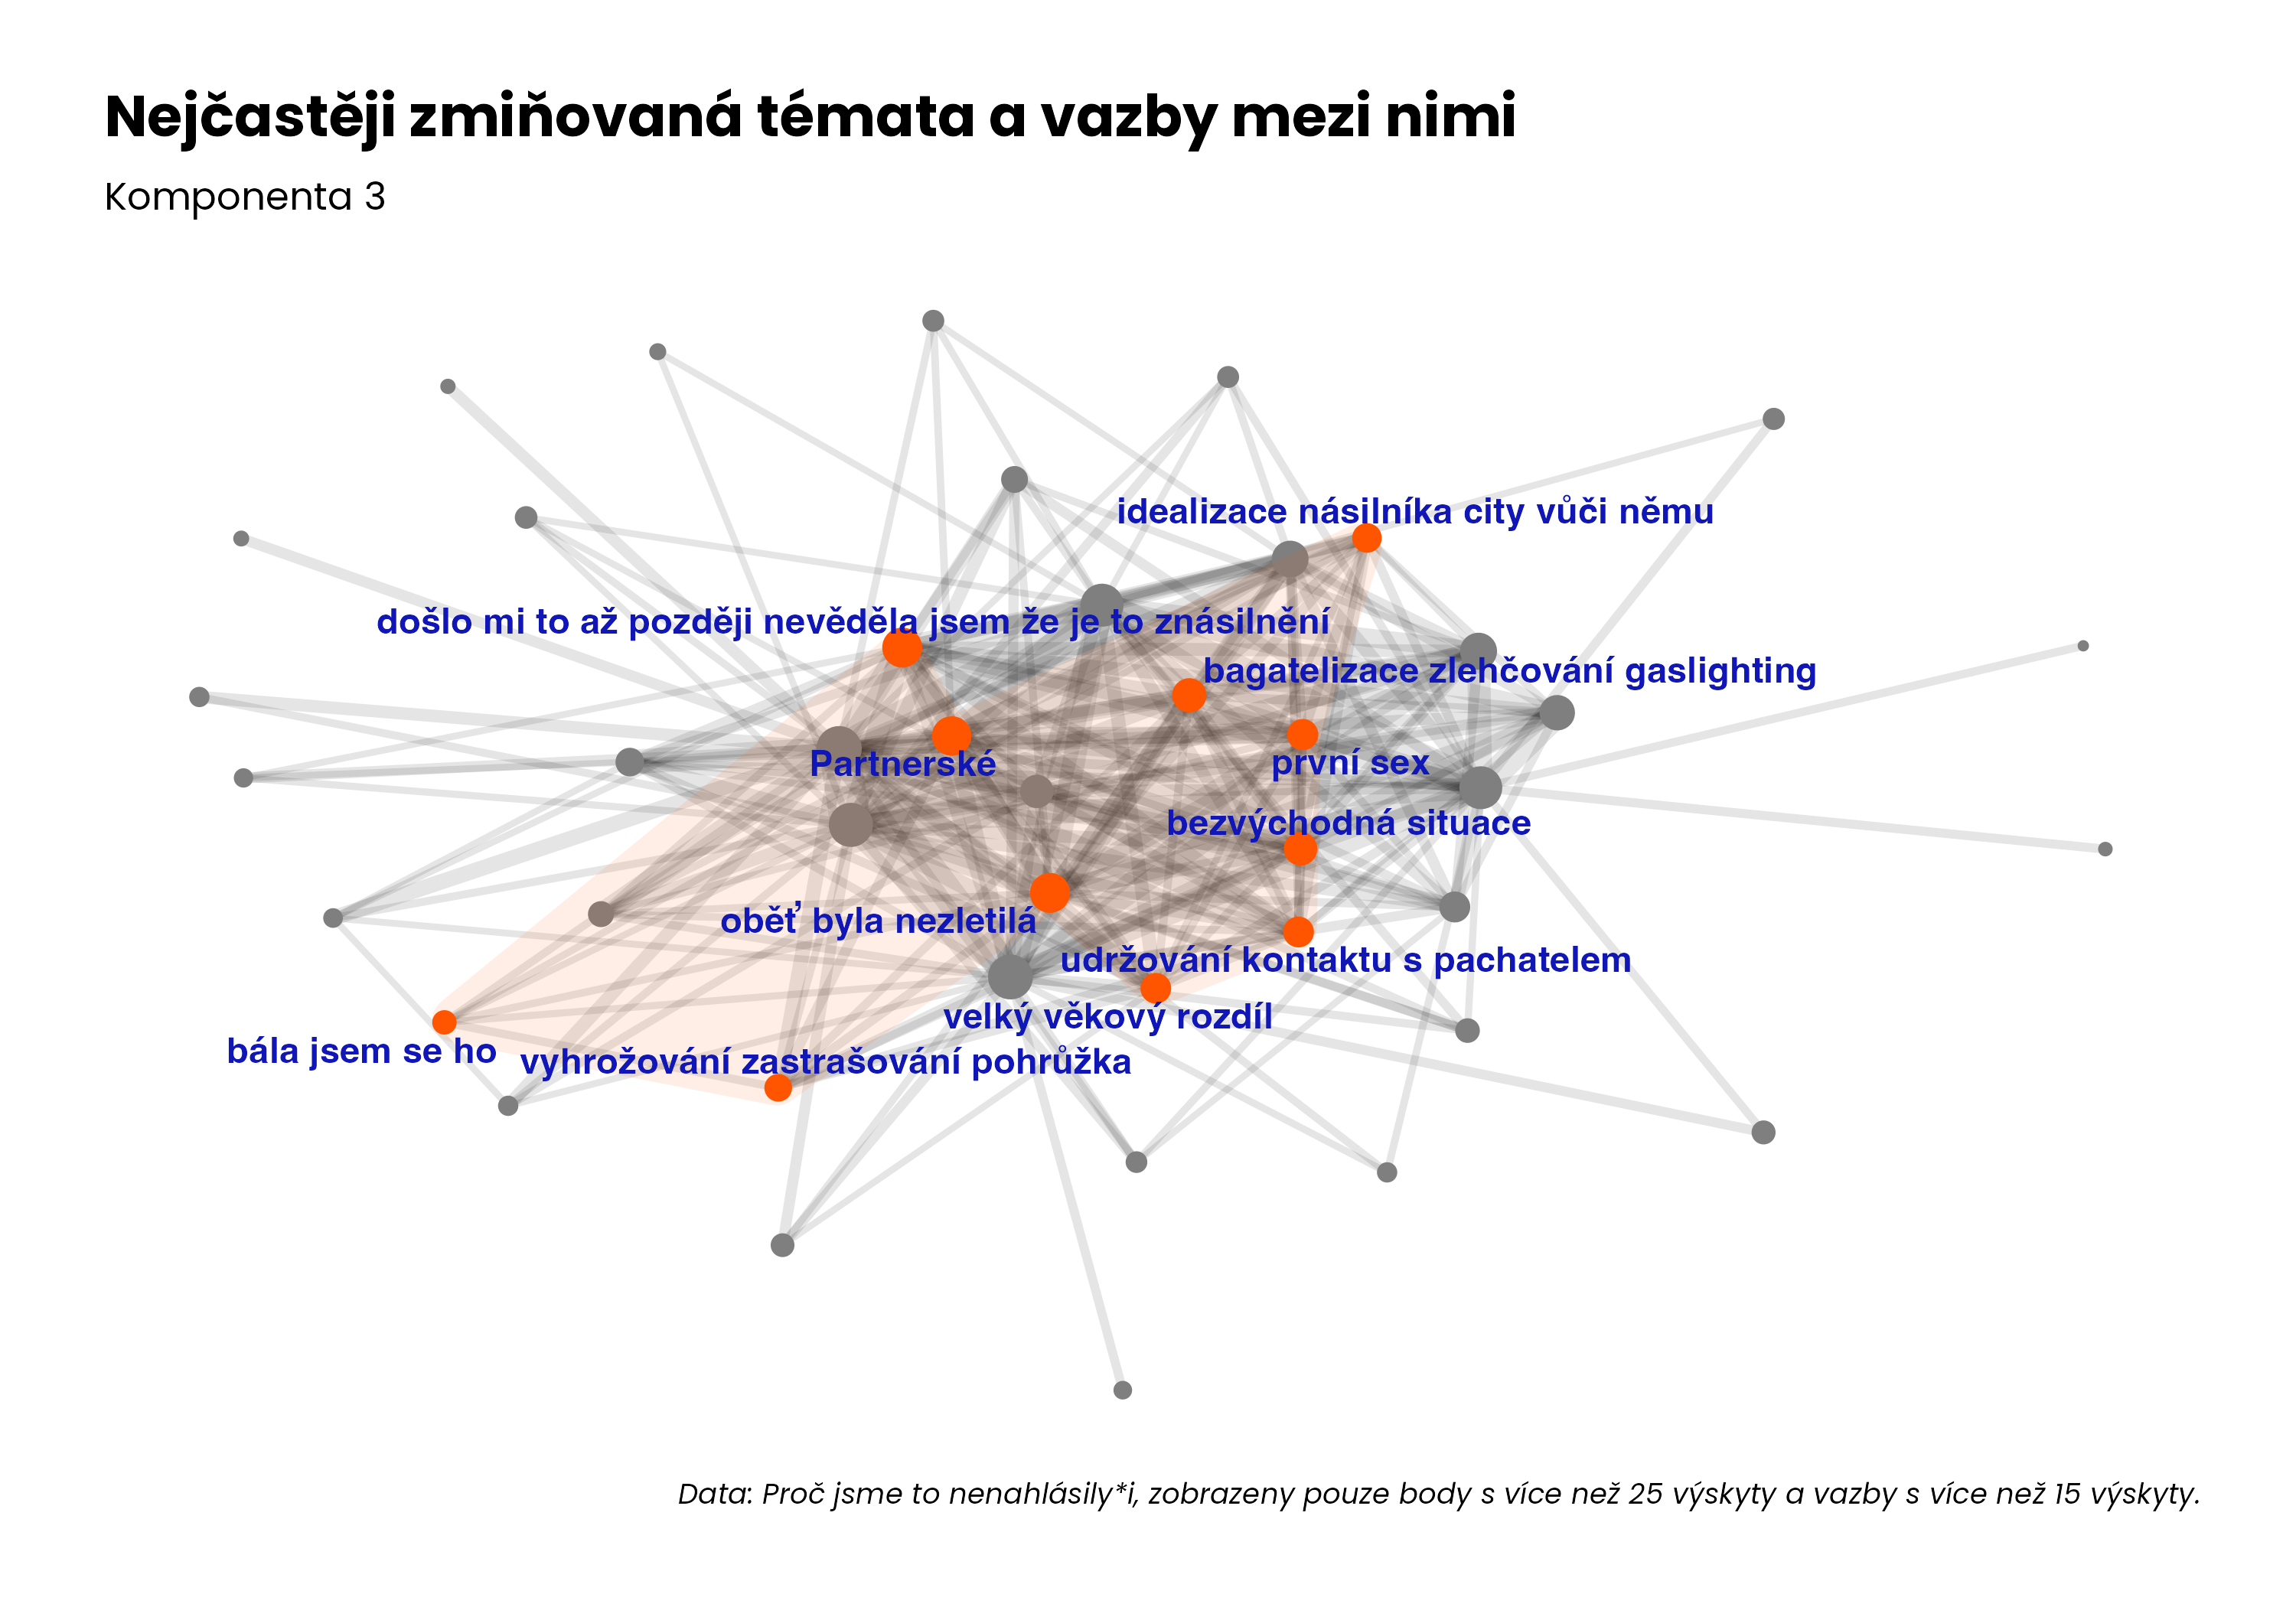 Nejčastěji zmiňovaná témata a vazby mezi nimi
Komponenta 3
idealizace násilníka city vůči němu
došlo mi to až později nevěděla jsem že je to znásilnění
bagatelizace zlehčování gaslighting
Partnerské
první sex
bezvýchodná situace
oběť byla nezletilá
udržování kontaktu s pachatelem
velký věkový rozdíl
bála jsem se ho
vyhrožování zastrašování pohrůžka
Data: Proč jsme to nenahlásily*i, zobrazeny pouze body s více než 25 výskyty a vazby s více než 15 výskyty.